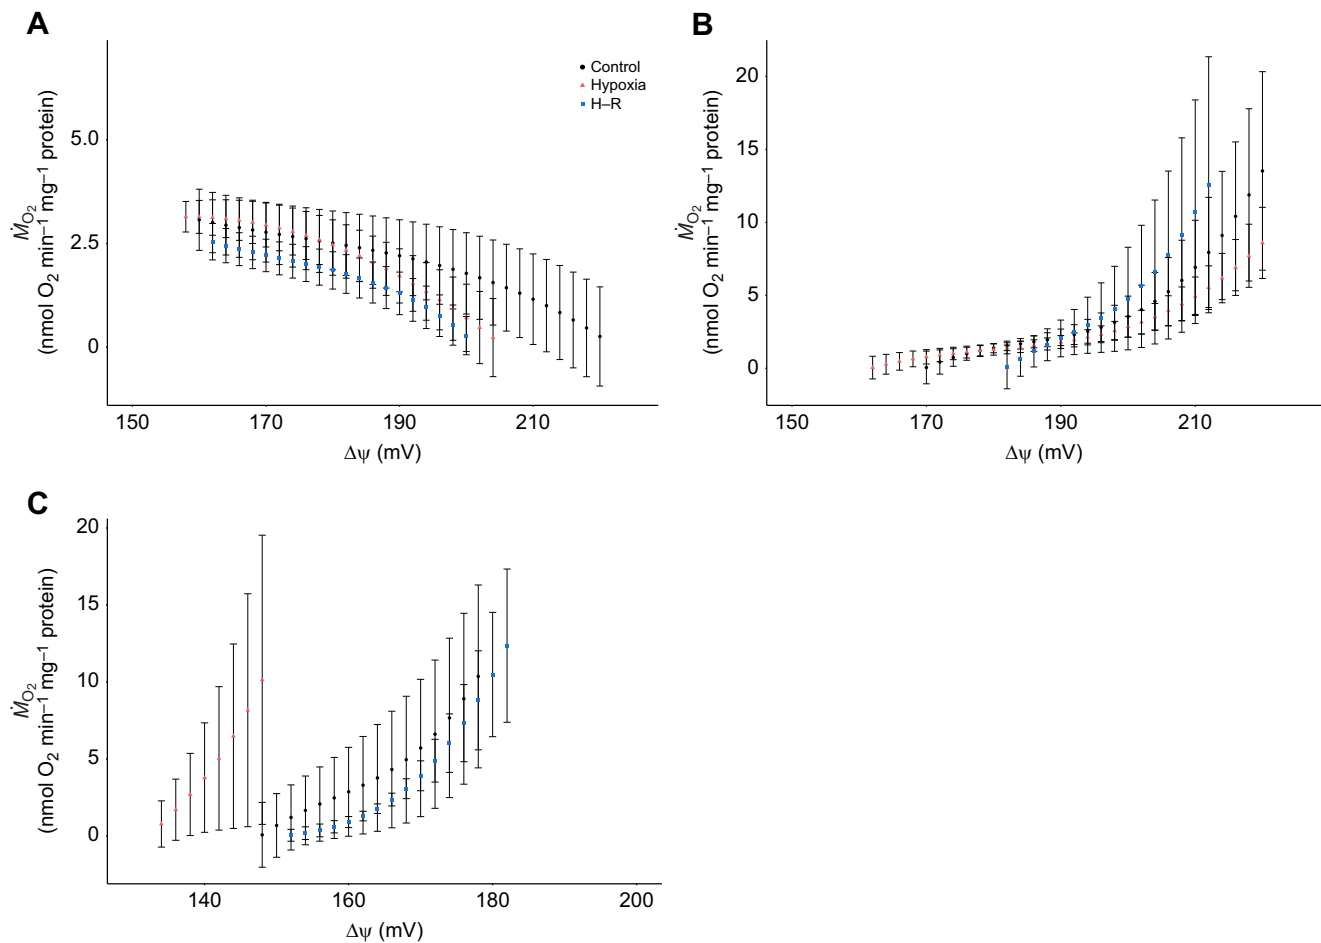 A
5.0
2.5
0
150
170
190
210
Δψ (mV)
ṀO2
(nmol O2 min–1 mg–1 protein)
Control
Hypoxia
H–R
B
20
15
10
5
0
150
170
190
210
Δψ (mV)
ṀO2
(nmol O2 min–1 mg–1 protein)
C
20
15
10
5
0
140
160
180
200
Δψ (mV)
ṀO2
(nmol O2 min–1 mg–1 protein)